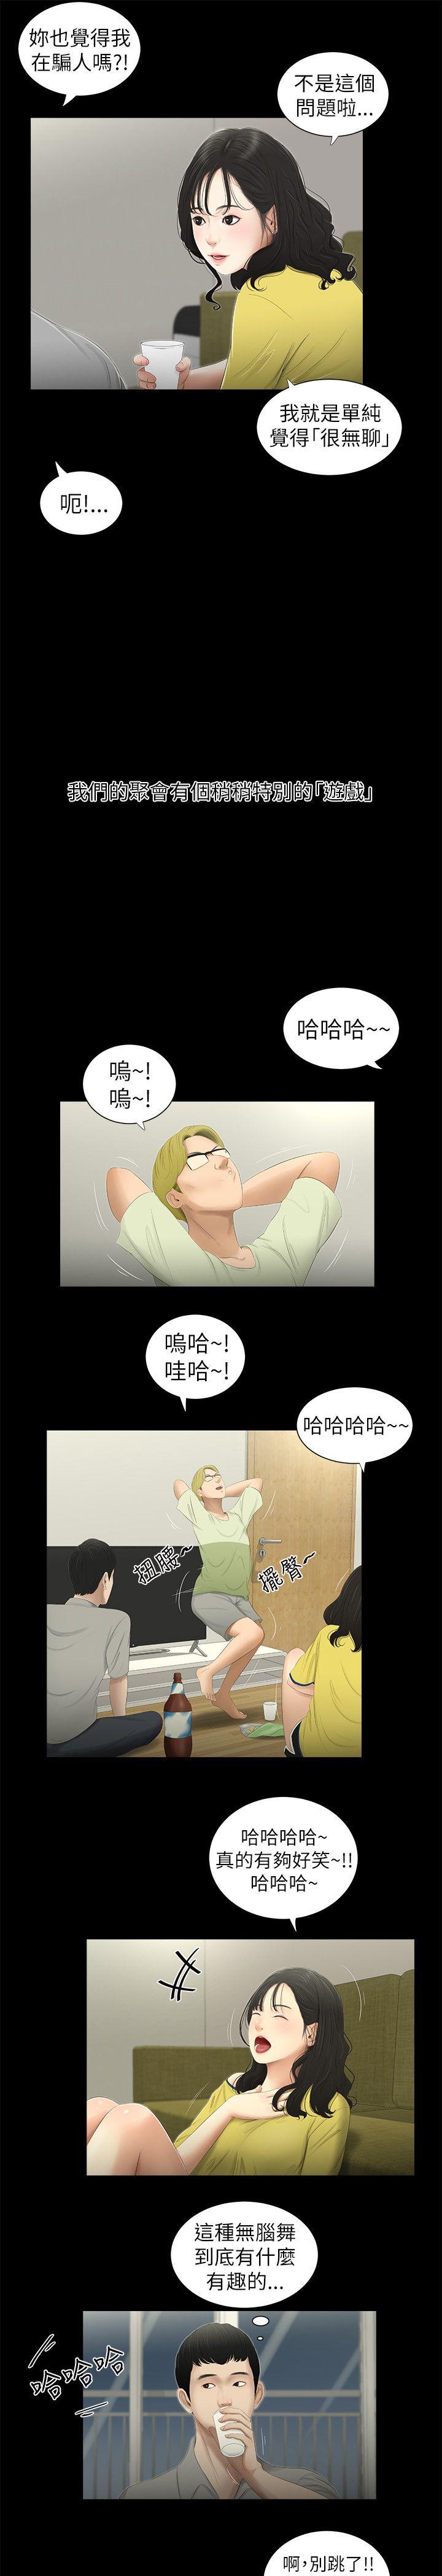 妳也覺得我
在騙人嗎?!
不是這個
問題啦...
我就是單純
覺得「很無聊」
呃!...
我們的聚會有個稍稍特別的「遊戲」
哈哈哈~~
嗚~!
嗚~!
嗚哈~!
哇哈~!
哈哈哈哈~~
扭腰~
擺臀~
哈哈哈哈~
真的有夠好笑~!!
哈哈哈~
這種無腦舞
到底有什麼
有趣的...
哈哈哈
啊,別跳了!!